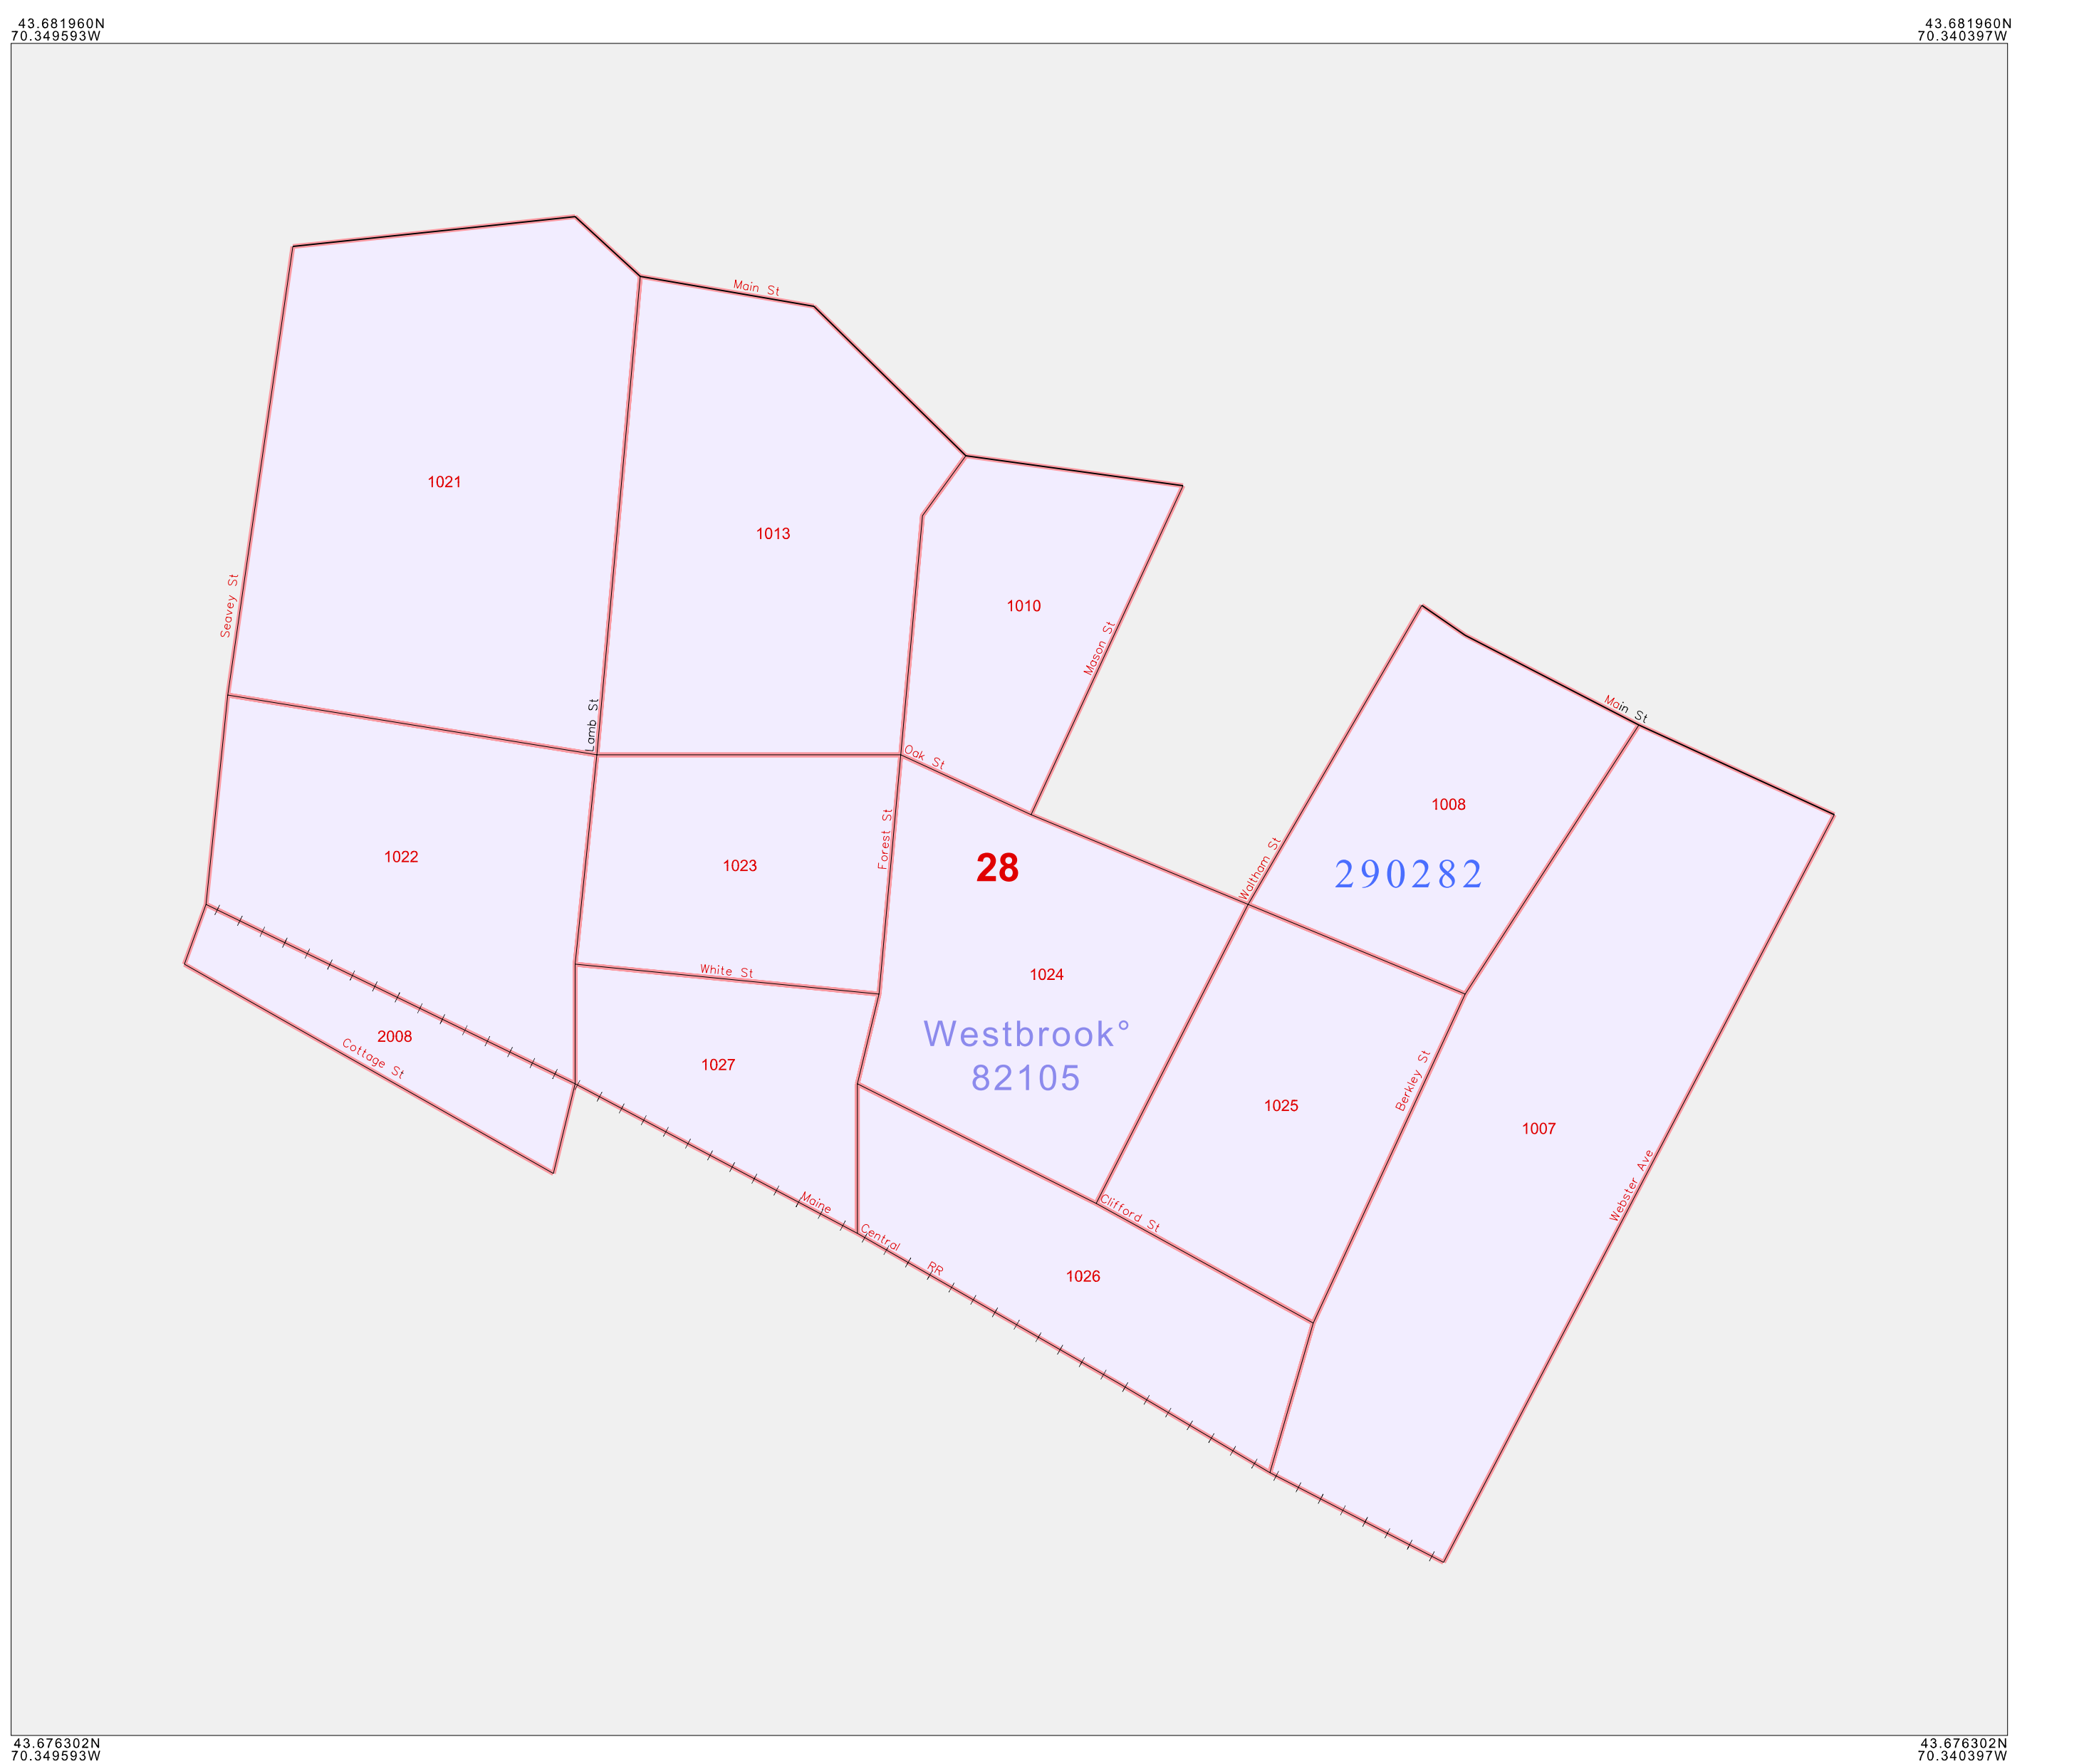 43.681960N
70.349593W
43.681960N
70.340397W
Main St
1021
1013
1010
Seavey St
Mason St
Lamb St
Main St
Oak St
1008
Forest St
28
290282
1022
1023
Waltham St
White St
1024
Westbrook°
82105
2008
Cottage St
1027
1025
Berkley St
1007
Webster Ave
Maine Central RR
Clifford St
1026
43.676302N
70.349593W
43.676302N
70.340397W